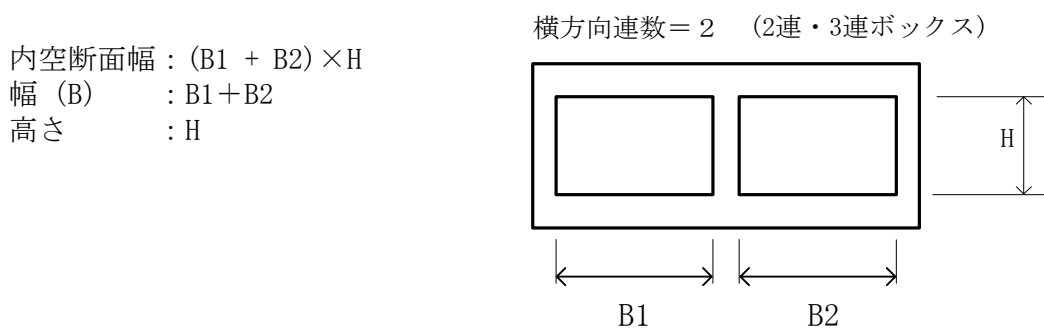 横方向連数＝２　（2連・3連ボックス）
内空断面幅：(B1 + B2)×H
幅 (B)　　：B1＋B2
高さ　　　：H
H
B1
B2